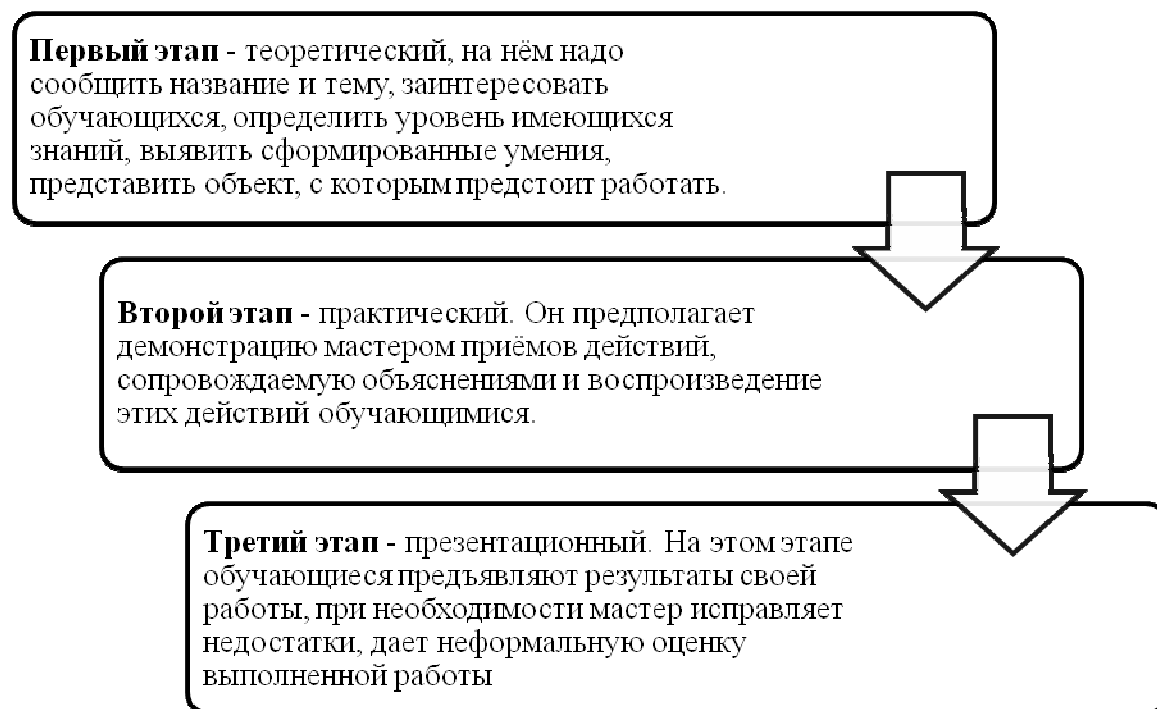 Первый этап - теоретический, на нём надо
сообщить название и тему, заинтересовать
обучающихся, определить уровень имеющихся
знаний, выявить сформированные умения,
представить объект, с которым предстоит работать.
Второй этап - практический. Он предполагает
демонстрацию мастером приёмов действий,
сопровождаемую объяснениями и воспроизведение
этих действий обучающимися.
Третий этап - презентационный. На этом этапе
обучающиеся предъявляют результаты своей
работы, при необходимости мастер исправляет
недостатки, дает неформальную оценку
выполненной работы